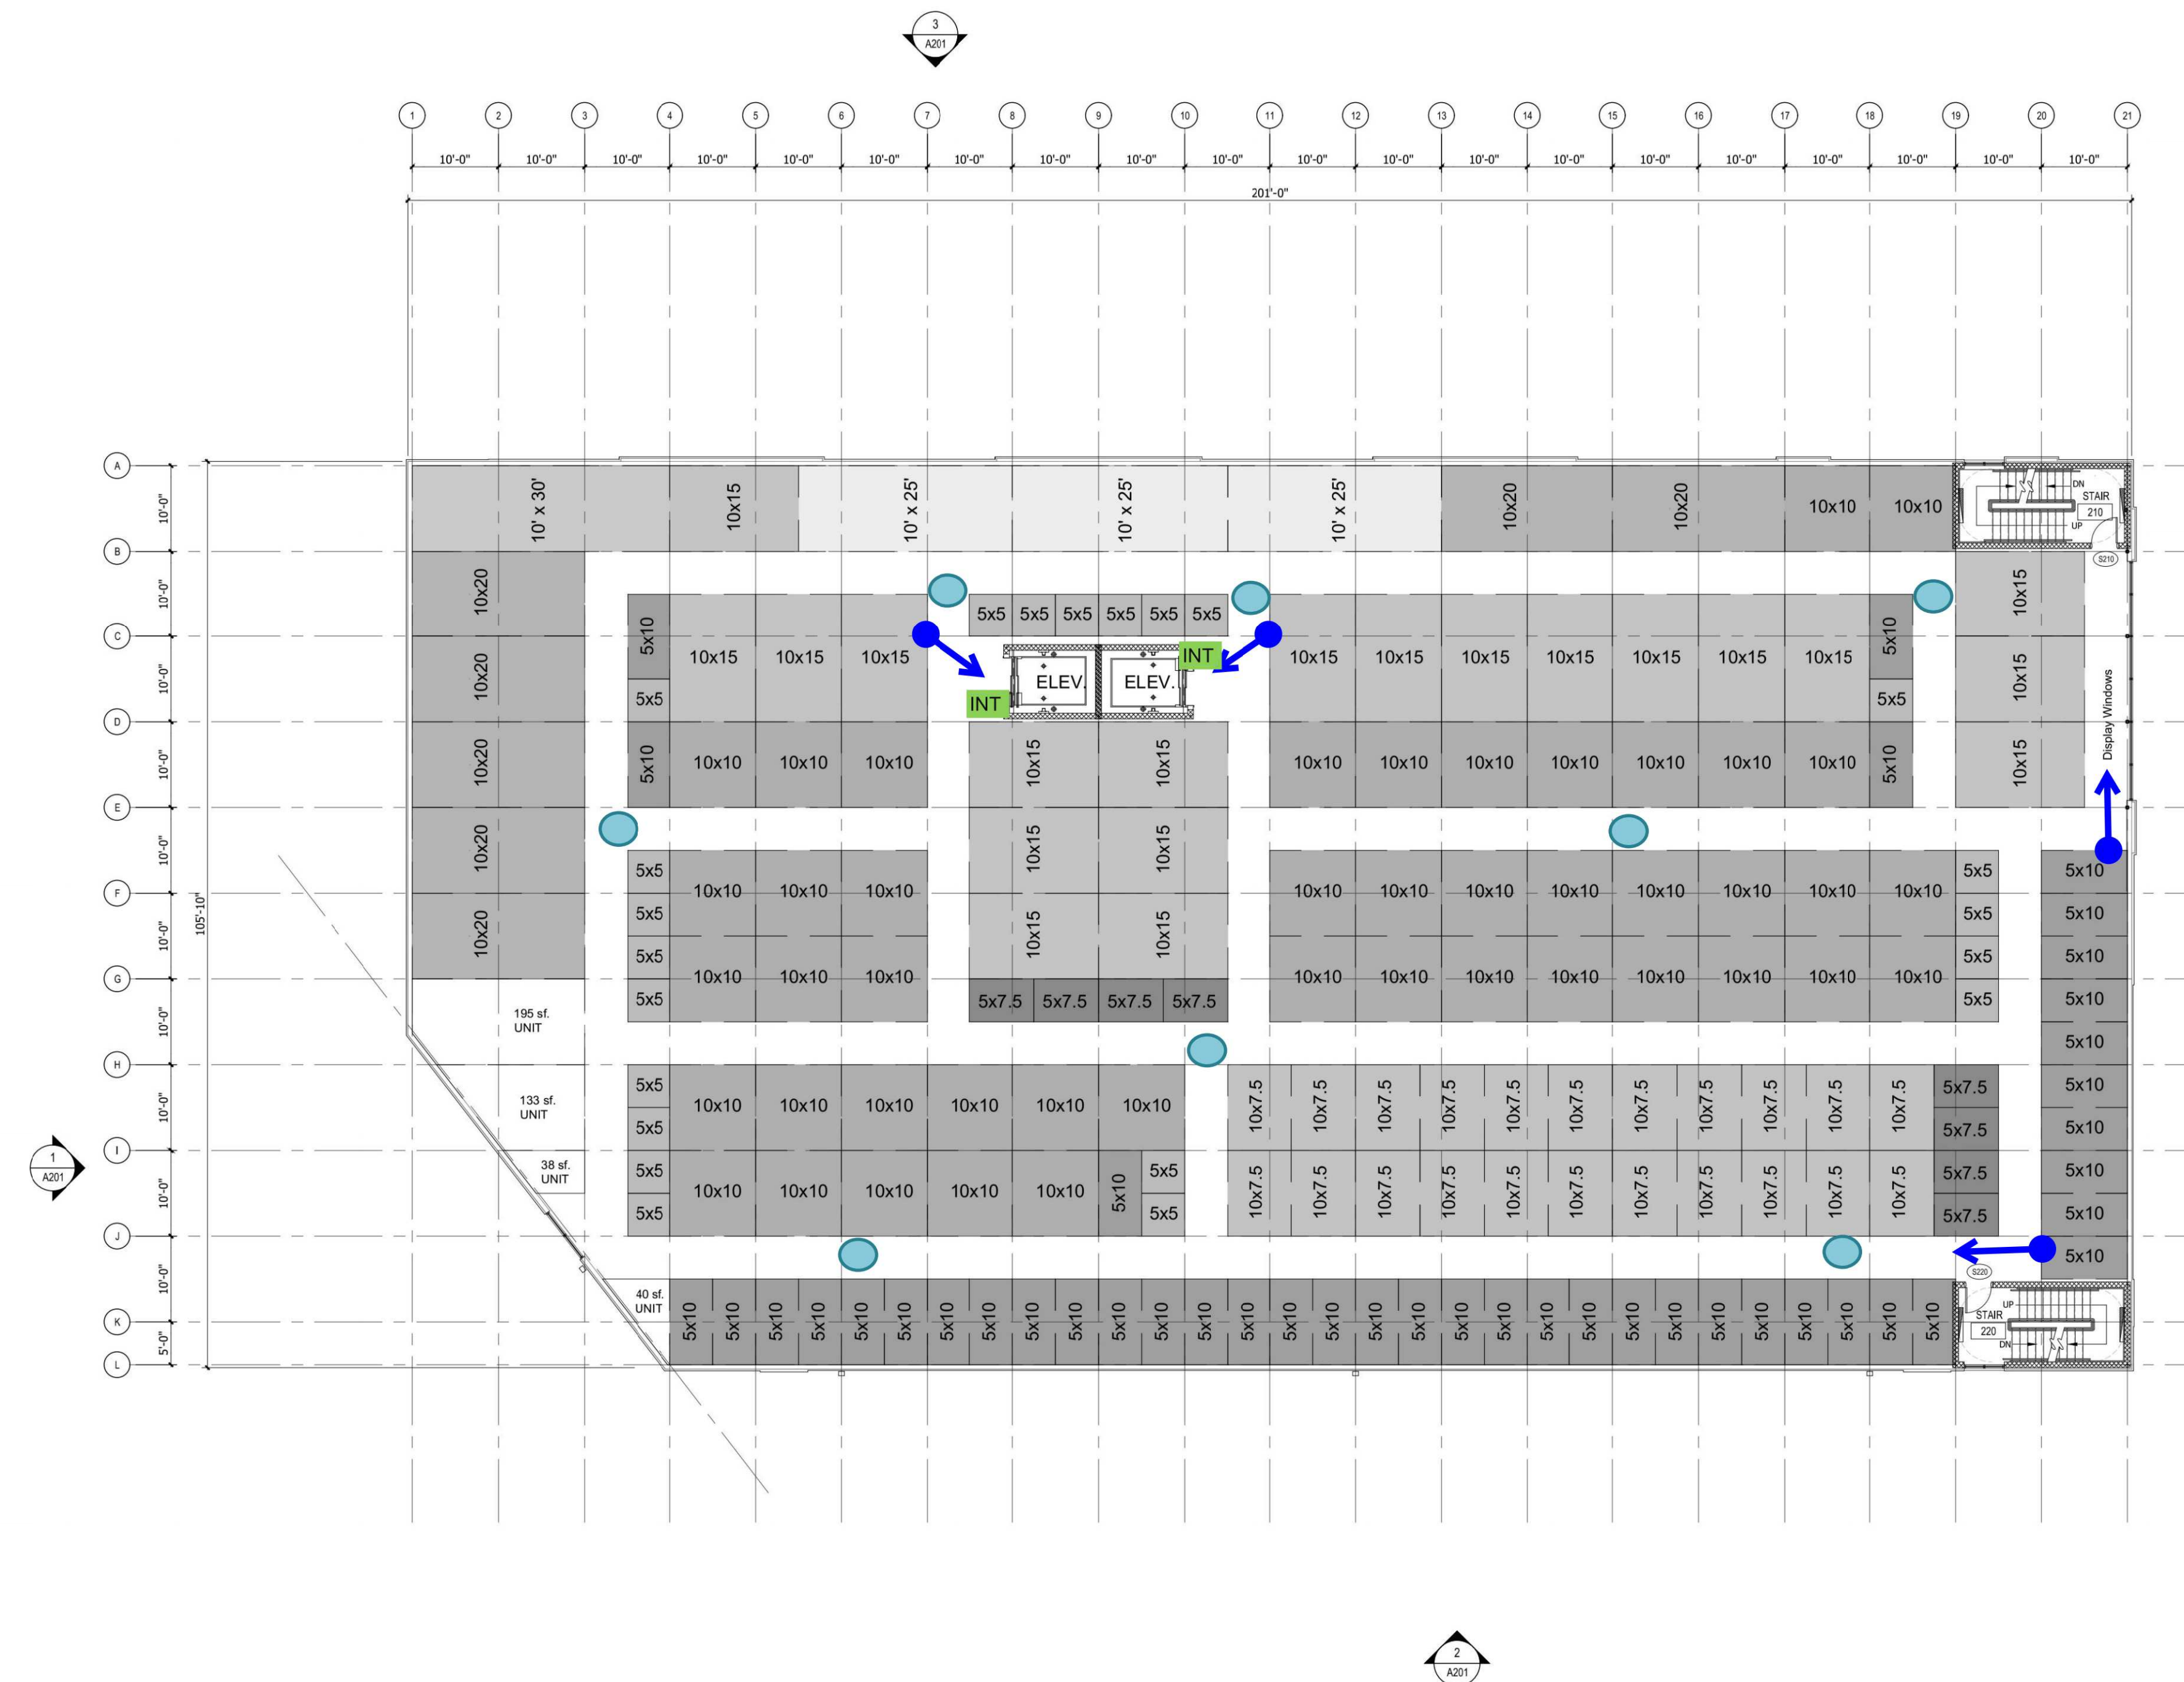 3
A201
1 2 3 4 5 6 7 8 9 10 11 12 13 14 15 16 17 18 19 20 21
10'-0" 10'-0" 10'-0" 10'-0" 10'-0" 10'-0" 10'-0" 10'-0" 10'-0" 10'-0" 10'-0" 10'-0" 10'-0" 10'-0" 10'-0" 10'-0" 10'-0" 10'-0" 10'-0" 10'-0"
201'-0"
A
B
C
D
E
F
G
H
I
J
K
L
10'-0"
10'-0"
10'-0"
10'-0"
10'-0"
10'-0"
10'-0"
10'-0"
10'-0"
10'-0"
5'-0"
105'-10"
10' x 30' 10x15 10' x 25' 10' x 25' 10' x 25' 10x20 10x20 10x10 10x10
DN
STAIR
210
UP
S210
10x20
10x20
10x20
10x20
10x20
5x10
5x5
5x10
10x15 10x15 10x15
10x10 10x10 10x10
5x5 5x5 5x5 5x5 5x5 5x5
INT
ELEV. ELEV.
INT
10x15 10x15
10x15 10x15
10x15 10x15
5x7.5 5x7.5 5x7.5 5x7.5
10x15 10x15 10x15 10x15 10x15 10x15 10x15
10x10 10x10 10x10 10x10 10x10 10x10 10x10
5x10
5x5
5x10
10x15
10x15
10x15
Display Windows
5x5
5x5
5x5
5x5
10x10 10x10 10x10
10x10 10x10 10x10
10x10 10x10 10x10 10x10 10x10 10x10 10x10 10x10
10x10 10x10 10x10 10x10 10x10 10x10 10x10 10x10
5x5
5x5
5x5
5x5
5x10
5x10
5x10
5x10
5x10
5x10
5x10
5x10
5x10
5x10
195 sf.
UNIT
133 sf.
UNIT
38 sf.
UNIT
40 sf.
UNIT
5x5
5x5
5x5
5x5
10x10 10x10 10x10 10x10 10x10 10x10
10x10 10x10 10x10 10x10 10x10 5x10
5x5
5x5
10x7.5 10x7.5 10x7.5 10x7.5 10x7.5 10x7.5 10x7.5 10x7.5 10x7.5 10x7.5 10x7.5
10x7.5 10x7.5 10x7.5 10x7.5 10x7.5 10x7.5 10x7.5 10x7.5 10x7.5 10x7.5 10x7.5
5x7.5
5x7.5
5x7.5
5x7.5
5x10 5x10 5x10 5x10 5x10 5x10 5x10 5x10 5x10 5x10 5x10 5x10 5x10 5x10 5x10 5x10 5x10 5x10 5x10 5x10 5x10 5x10 5x10 5x10 5x10 5x10 5x10 5x10 5x10 5x10
S220
UP
STAIR
220
DN
1
A201
2
A201